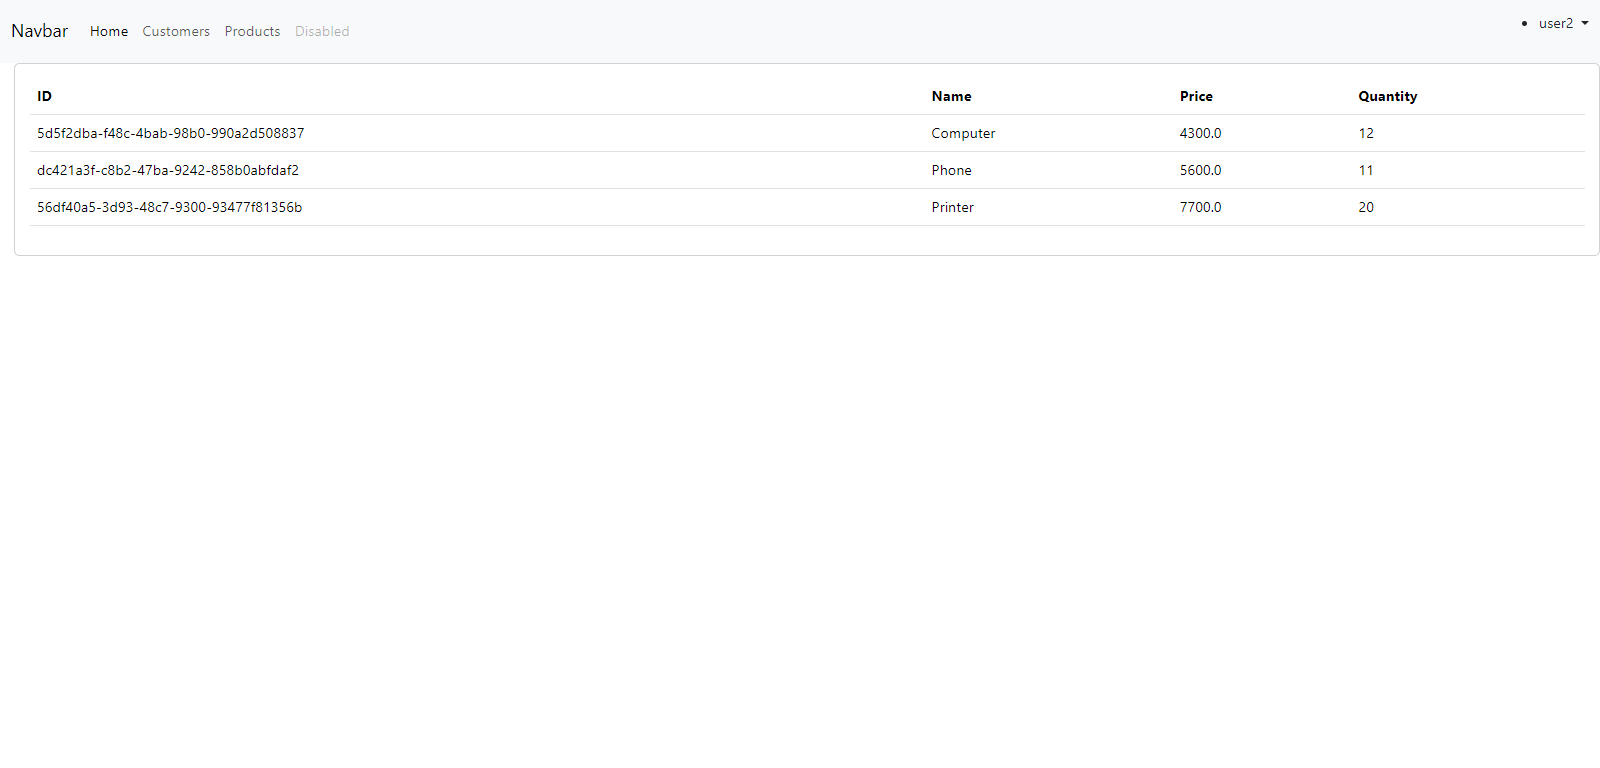 Navbar Home Customers Products Disabled user2
ID Name Price Quantity
5d5f2dba-f48c-4bab-98b0-990a2d508837 Computer 4300.0 12
dc421a3f-c8b2-47ba-9242-858b0abfdaf2 Phone 5600.0 11
56df40a5-3d93-48c7-9300-93477f81356b Printer 7700.0 20